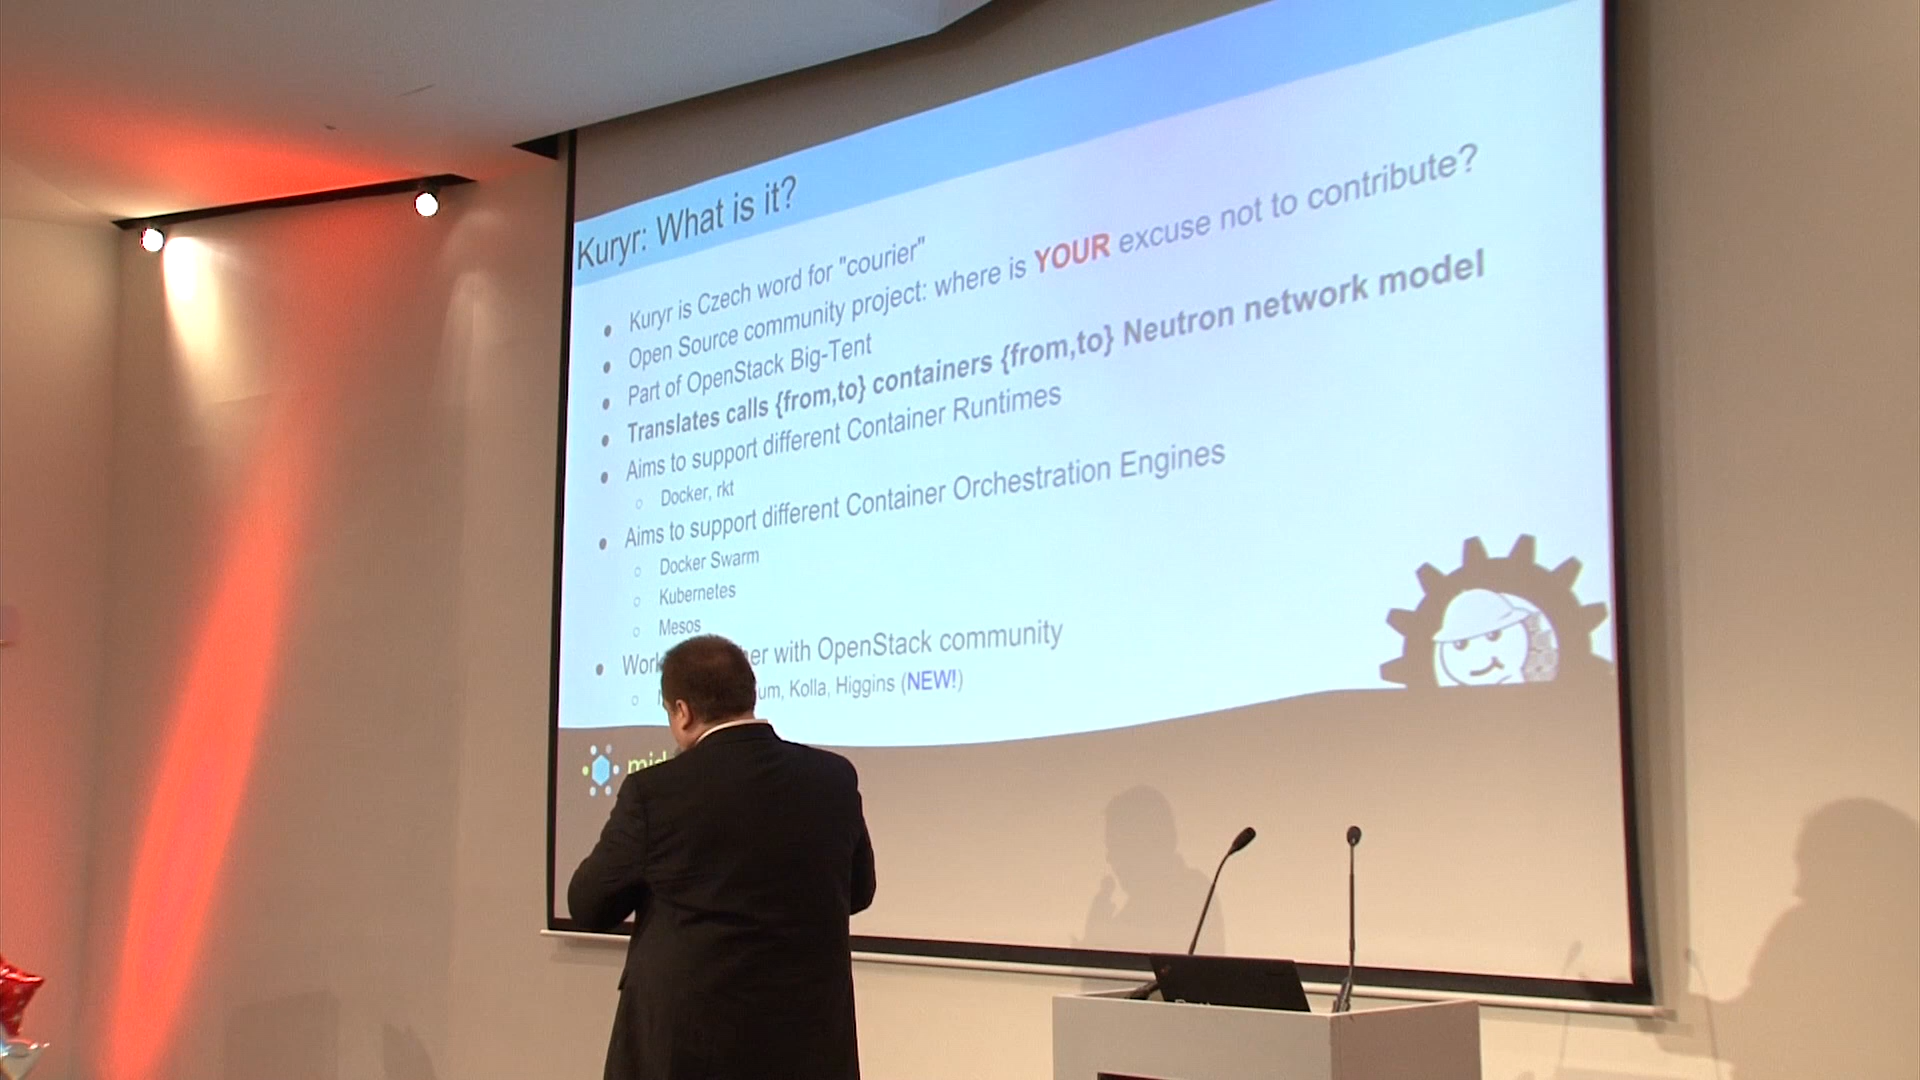 Kuryr: What is it?
Kuryr is Czech word for "courier"
Open Source community project: where is YOUR excuse not to contribute?
Part of OpenStack Big-Tent
Translates calls {from,to} containers {from,to} Neutron network model
Aims to support different Container Runtimes
Docker, rkt
Aims to support different Container Orchestration Engines
Docker Swarm
Kubernetes
Mesos
with OpenStack community
Kolla, Higgins (NEW!)